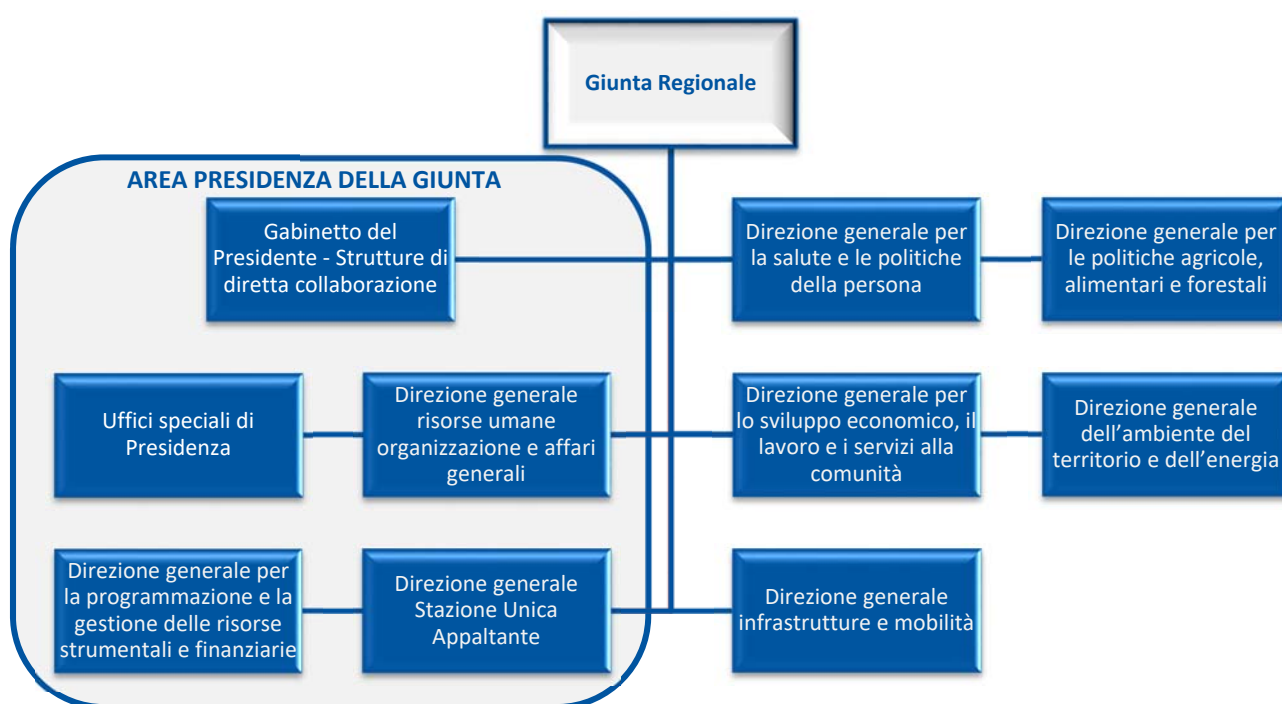 Giunta Regionale
AREA PRESIDENZA DELLA GIUNTA
Gabinetto del
Presidente - Strutture di
diretta collaborazione
Direzione generale per
la salute e le politiche
della persona
Direzione generale per
le politiche agricole,
alimentari e forestali
Uffici speciali di
Presidenza
Direzione generale
risorse umane
organizzazione e affari
generali
Direzione generale per
lo sviluppo economico, il
lavoro e i servizi alla
comunità
Direzione generale
dell’ambiente del
territorio e dell’energia
Direzione generale per
la programmazione e la
gestione delle risorse
strumentali e finanziarie
Direzione generale
Stazione Unica
Appaltante
Direzione generale
infrastrutture e mobilità